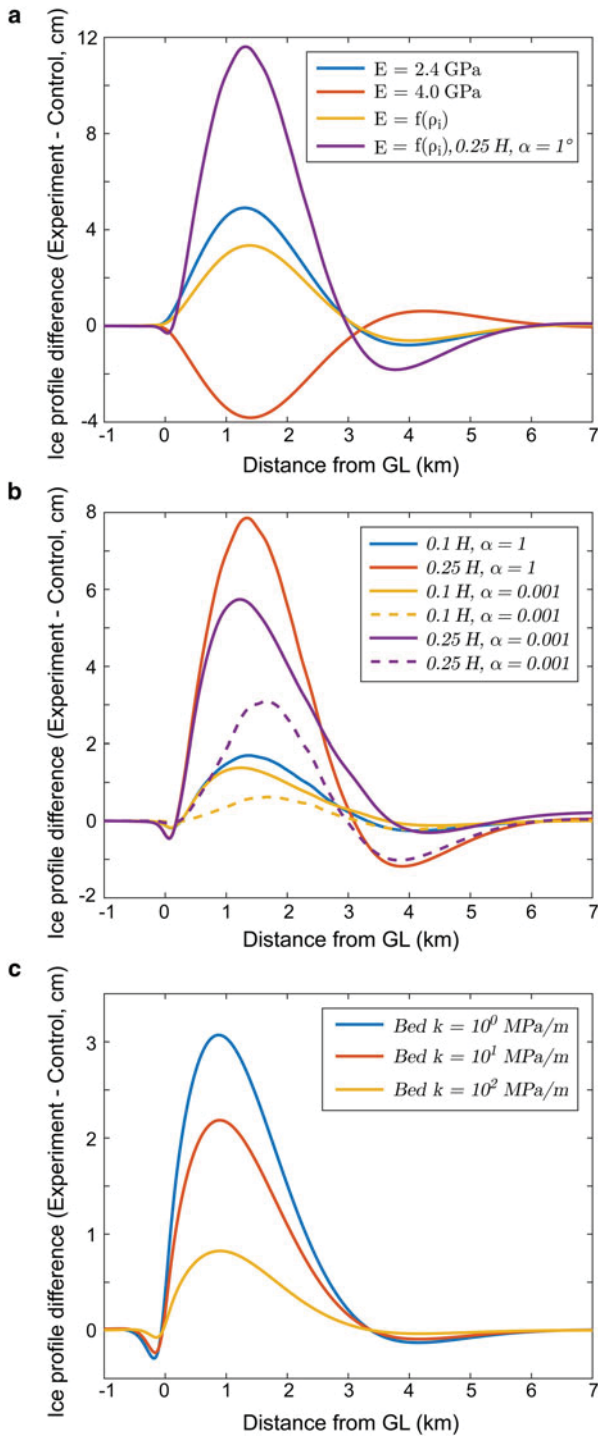 a
Ice profile difference (Experiment - Control, cm)
12
8
4
0
-4
E = 2.4 GPa
E = 4.0 GPa
E = f(ρᵢ)
E = f(ρᵢ), 0.25 H, α = 1°
-1 0 1 2 3 4 5 6 7
Distance from GL (km)
b
Ice profile difference (Experiment - Control, cm)
8
6
4
2
0
-2
0.1 H, α = 1
0.25 H, α = 1
0.1 H, α = 0.001
0.1 H, α = 0.001
0.25 H, α = 0.001
0.25 H, α = 0.001
-1 0 1 2 3 4 5 6 7
Distance from GL (km)
c
Ice profile difference (Experiment - Control, cm)
3
2
1
0
Bed k = 10⁰ MPa/m
Bed k = 10¹ MPa/m
Bed k = 10² MPa/m
-1 0 1 2 3 4 5 6 7
Distance from GL (km)